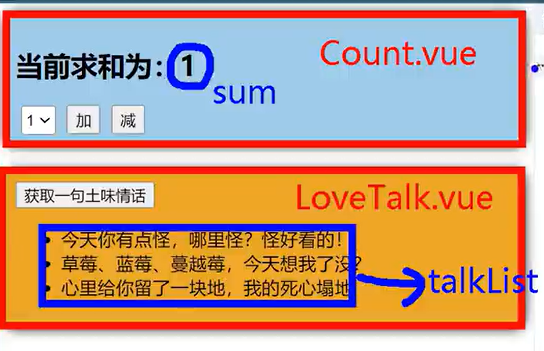 Count.vue
当前求和为：1
sum
1
加
减
获取一句土味情话
LoveTalk.vue
今天你有点怪，哪里怪？怪好看的！
草莓、蓝莓、蔓越莓，今天想我了没？
心里给你留了一块地，我的死心塌地
talkList